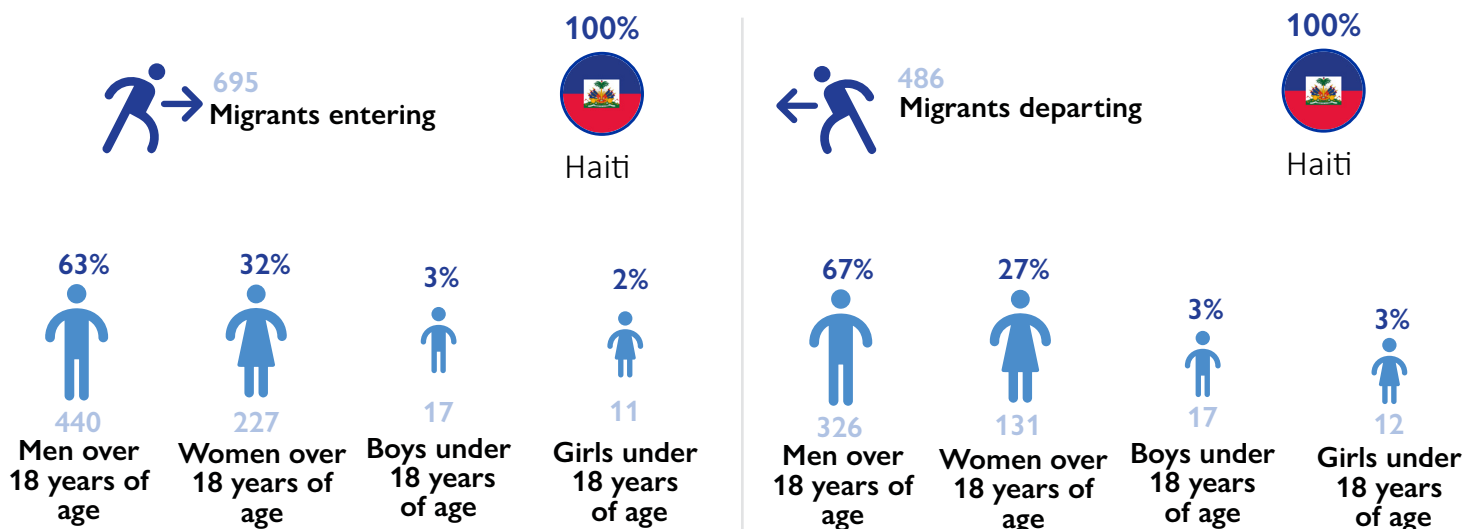 100%
695
Migrants entering
Haiti
63%
32%
3%
2%
440
227
17
11
Men over
18 years of
age
Women over
18 years of
age
Boys under
18 years
of age
Girls under
18 years
of age
100%
486
Migrants departing
Haiti
67%
27%
3%
3%
326
131
17
12
Men over
18 years of
age
Women over
18 years of
age
Boys under
18 years
of age
Girls under
18 years
of age